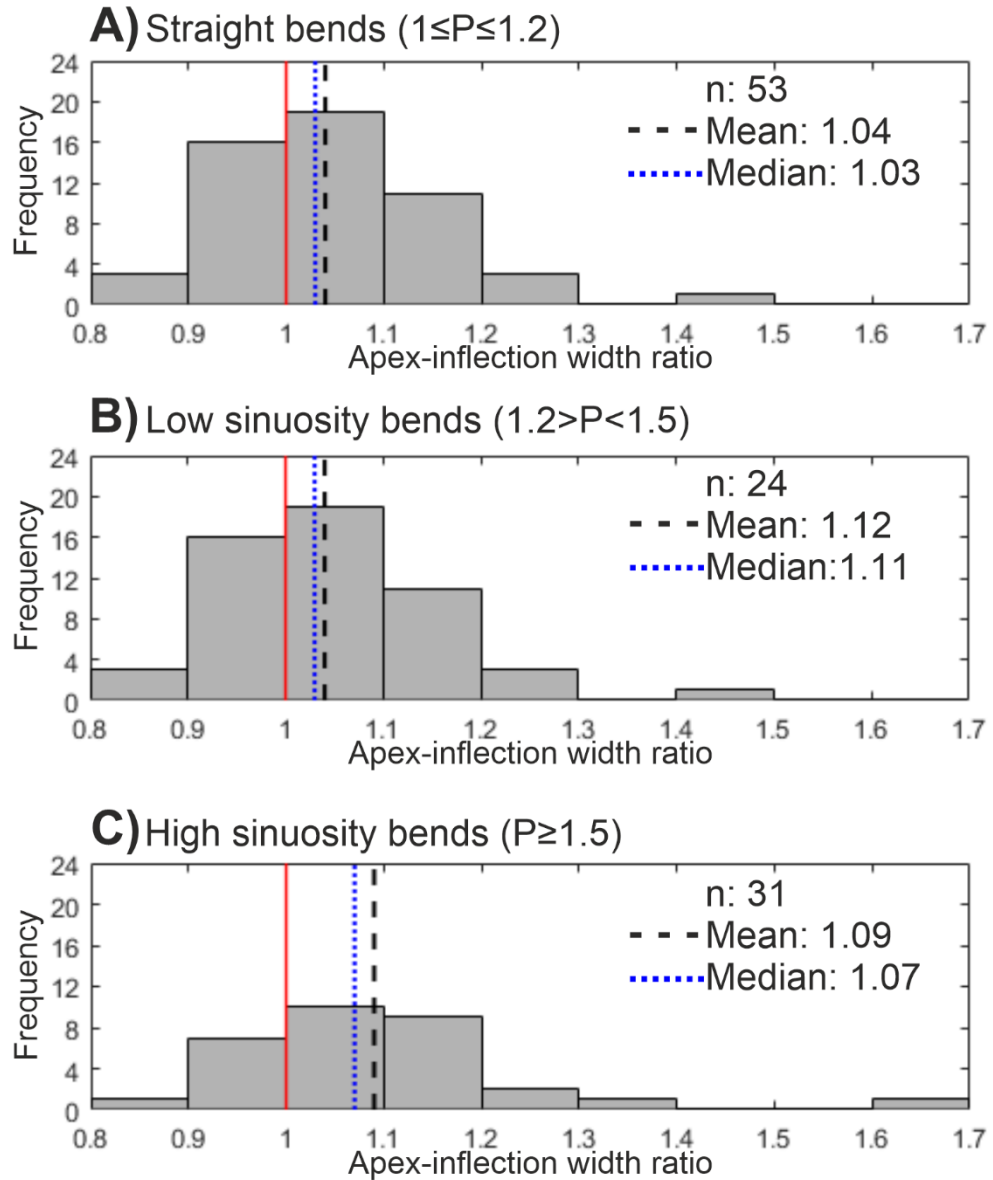 A) Straight bends (1≤P≤1.2)
24
20
16
12
8
4
0
Frequency
n: 53
Mean: 1.04
Median: 1.03
0.8 0.9 1 1.1 1.2 1.3 1.4 1.5 1.6 1.7
Apex-inflection width ratio
B) Low sinuosity bends (1.2>P<1.5)
24
20
16
12
8
4
0
Frequency
n: 24
Mean: 1.12
Median:1.11
0.8 0.9 1 1.1 1.2 1.3 1.4 1.5 1.6 1.7
Apex-inflection width ratio
C) High sinuosity bends (P≥1.5)
24
20
16
12
8
4
0
Frequency
n: 31
Mean: 1.09
Median: 1.07
0.8 0.9 1 1.1 1.2 1.3 1.4 1.5 1.6 1.7
Apex-inflection width ratio